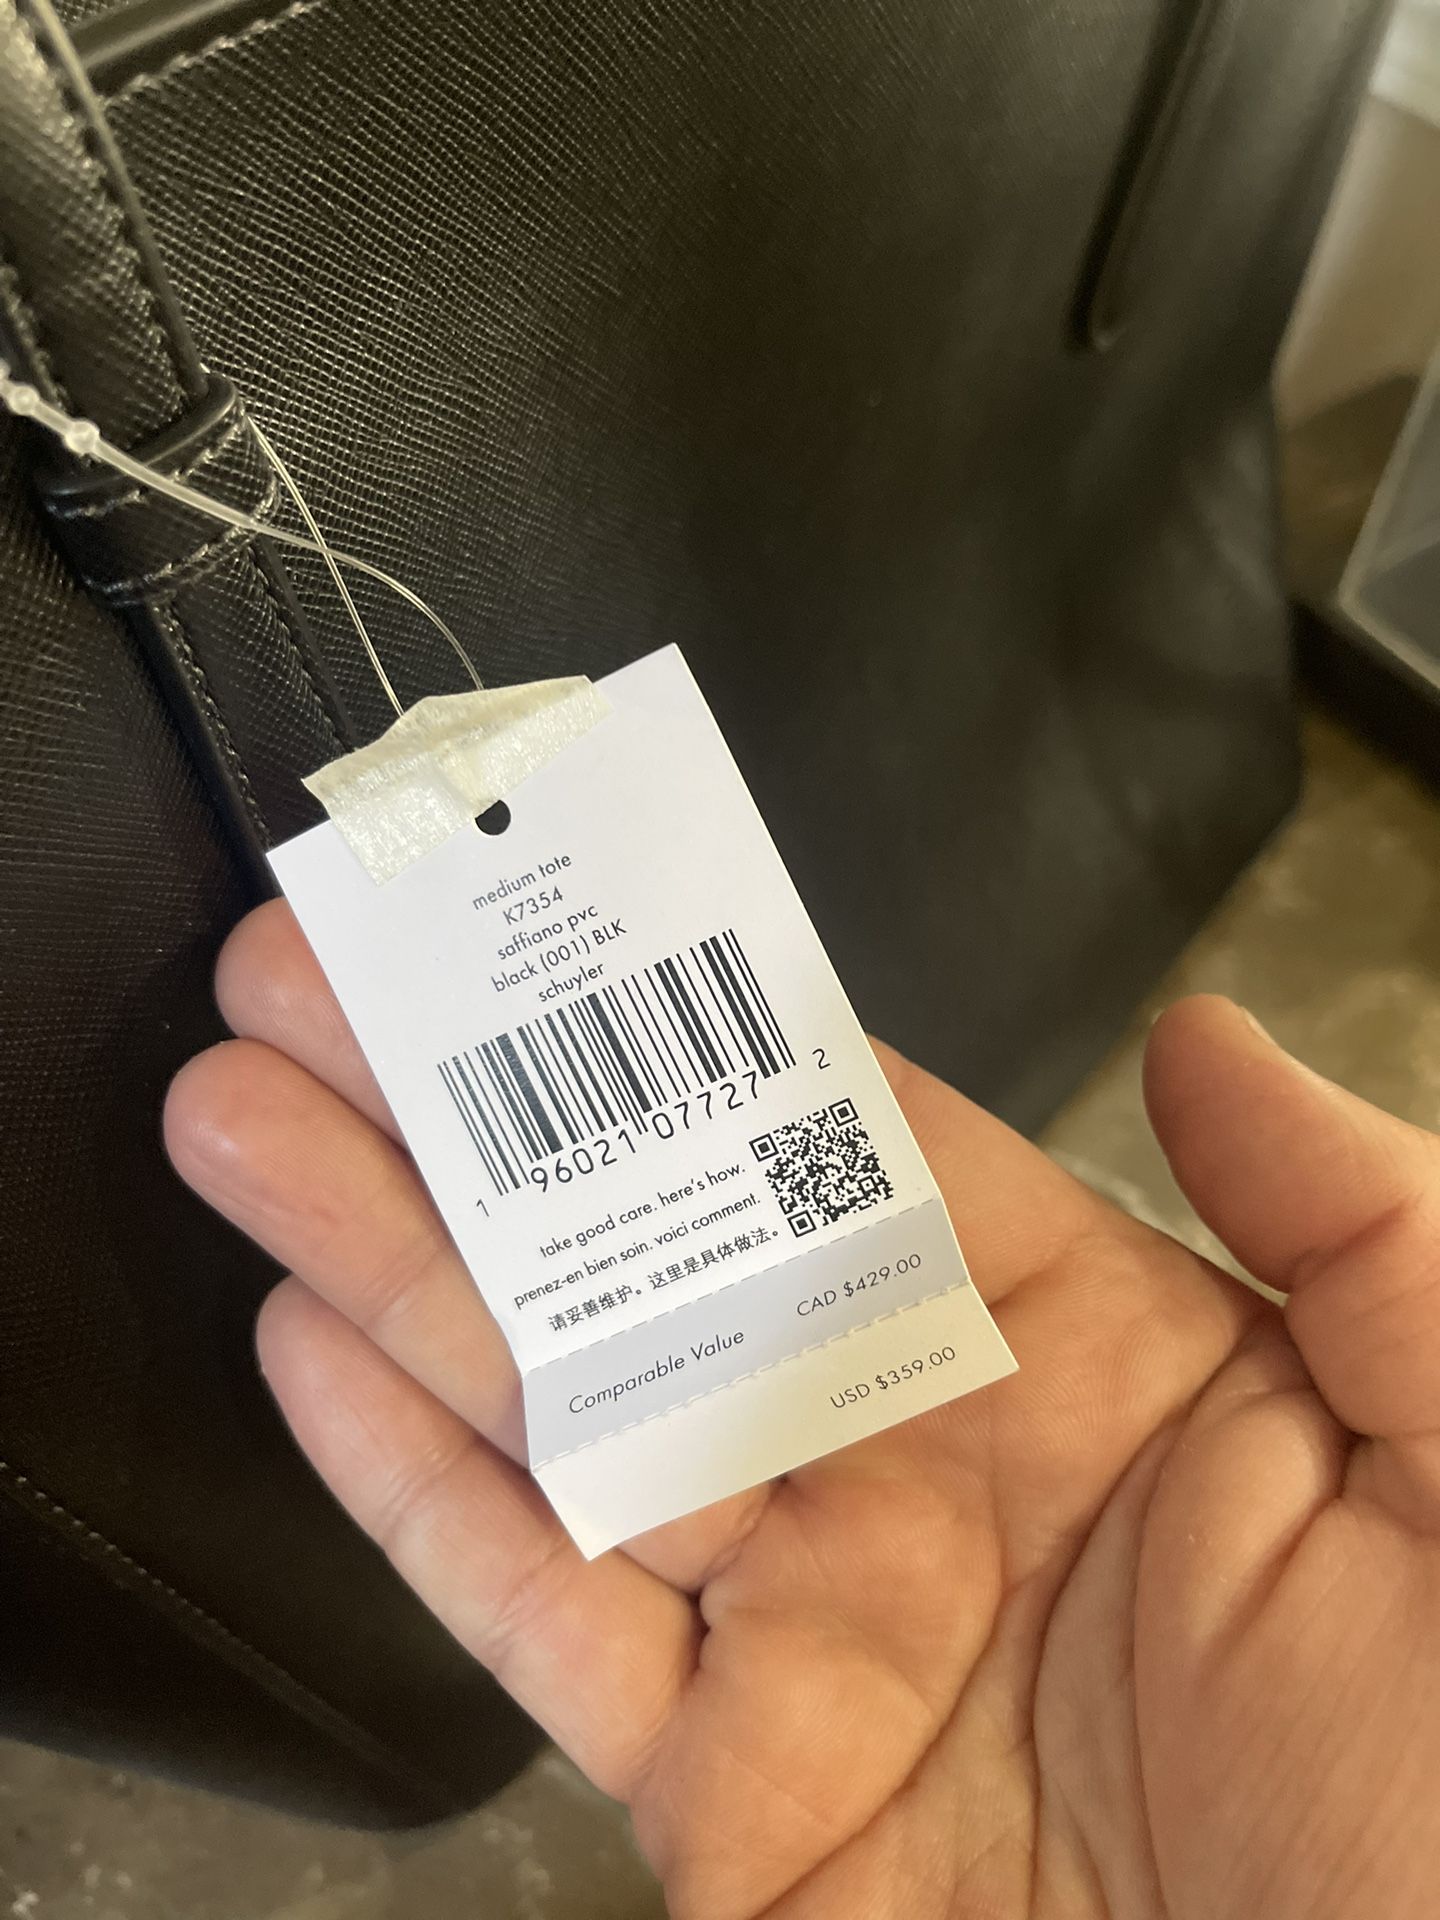 medium tote
K7354
saffiano pvc
black (001) BLK
schuyler
1 96021 07727 2
take good care. here's how.
prenez-en bien soin. voici comment.
请妥善维护。这里是具体做法。
Comparable Value CAD $429.00
USD $359.00